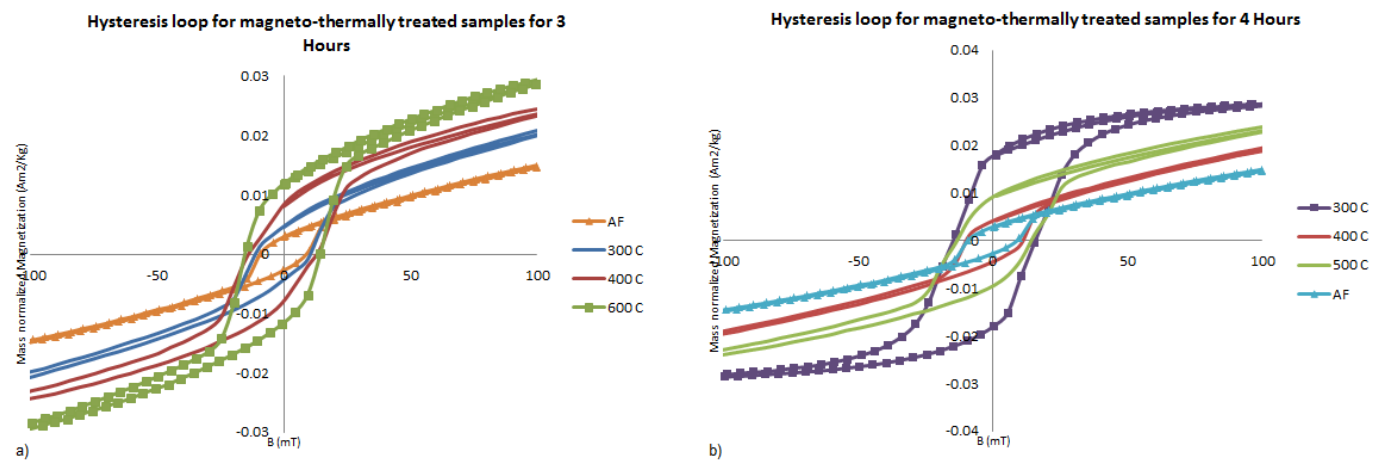 Hysteresis loop for magneto-thermally treated samples for 3
Hours
Mass normalized Magnetization (Am2/Kg)
0.03
0.02
0.01
0
-0.01
-0.02
-0.03
-100
-50
0
50
100
B (mT)
AF
300 C
400 C
600 C
a)
Hysteresis loop for magneto-thermally treated samples for 4 Hours
Mass normalized Magnetization (Am2/kg)
0.04
0.03
0.02
0.01
0
-0.01
-0.02
-0.03
-0.04
-100
-50
0
50
100
B (mT)
300 C
400 C
500 C
AF
b)